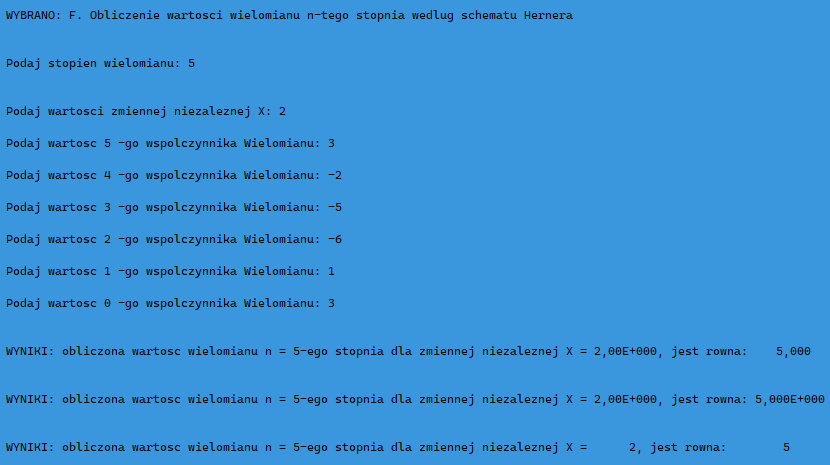 WYBRANO: F. Obliczenie wartosci wielomianu n-tego stopnia wedlug schematu Hernera
Podaj stopien wielomianu: 5
Podaj wartosci zmiennej niezaleznej X: 2
Podaj wartosc 5 -go wspolczynnika Wielomianu: 3
Podaj wartosc 4 -go wspolczynnika Wielomianu: -2
Podaj wartosc 3 -go wspolczynnika Wielomianu: -5
Podaj wartosc 2 -go wspolczynnika Wielomianu: -6
Podaj wartosc 1 -go wspolczynnika Wielomianu: 1
Podaj wartosc 0 -go wspolczynnika Wielomianu: 3
WYNIKI: obliczona wartosc wielomianu n = 5-ego stopnia dla zmiennej niezaleznej X = 2,00E+000, jest rowna:    5,000
WYNIKI: obliczona wartosc wielomianu n = 5-ego stopnia dla zmiennej niezaleznej X = 2,00E+000, jest rowna: 5,000E+000
WYNIKI: obliczona wartosc wielomianu n = 5-ego stopnia dla zmiennej niezaleznej X =      2, jest rowna:        5